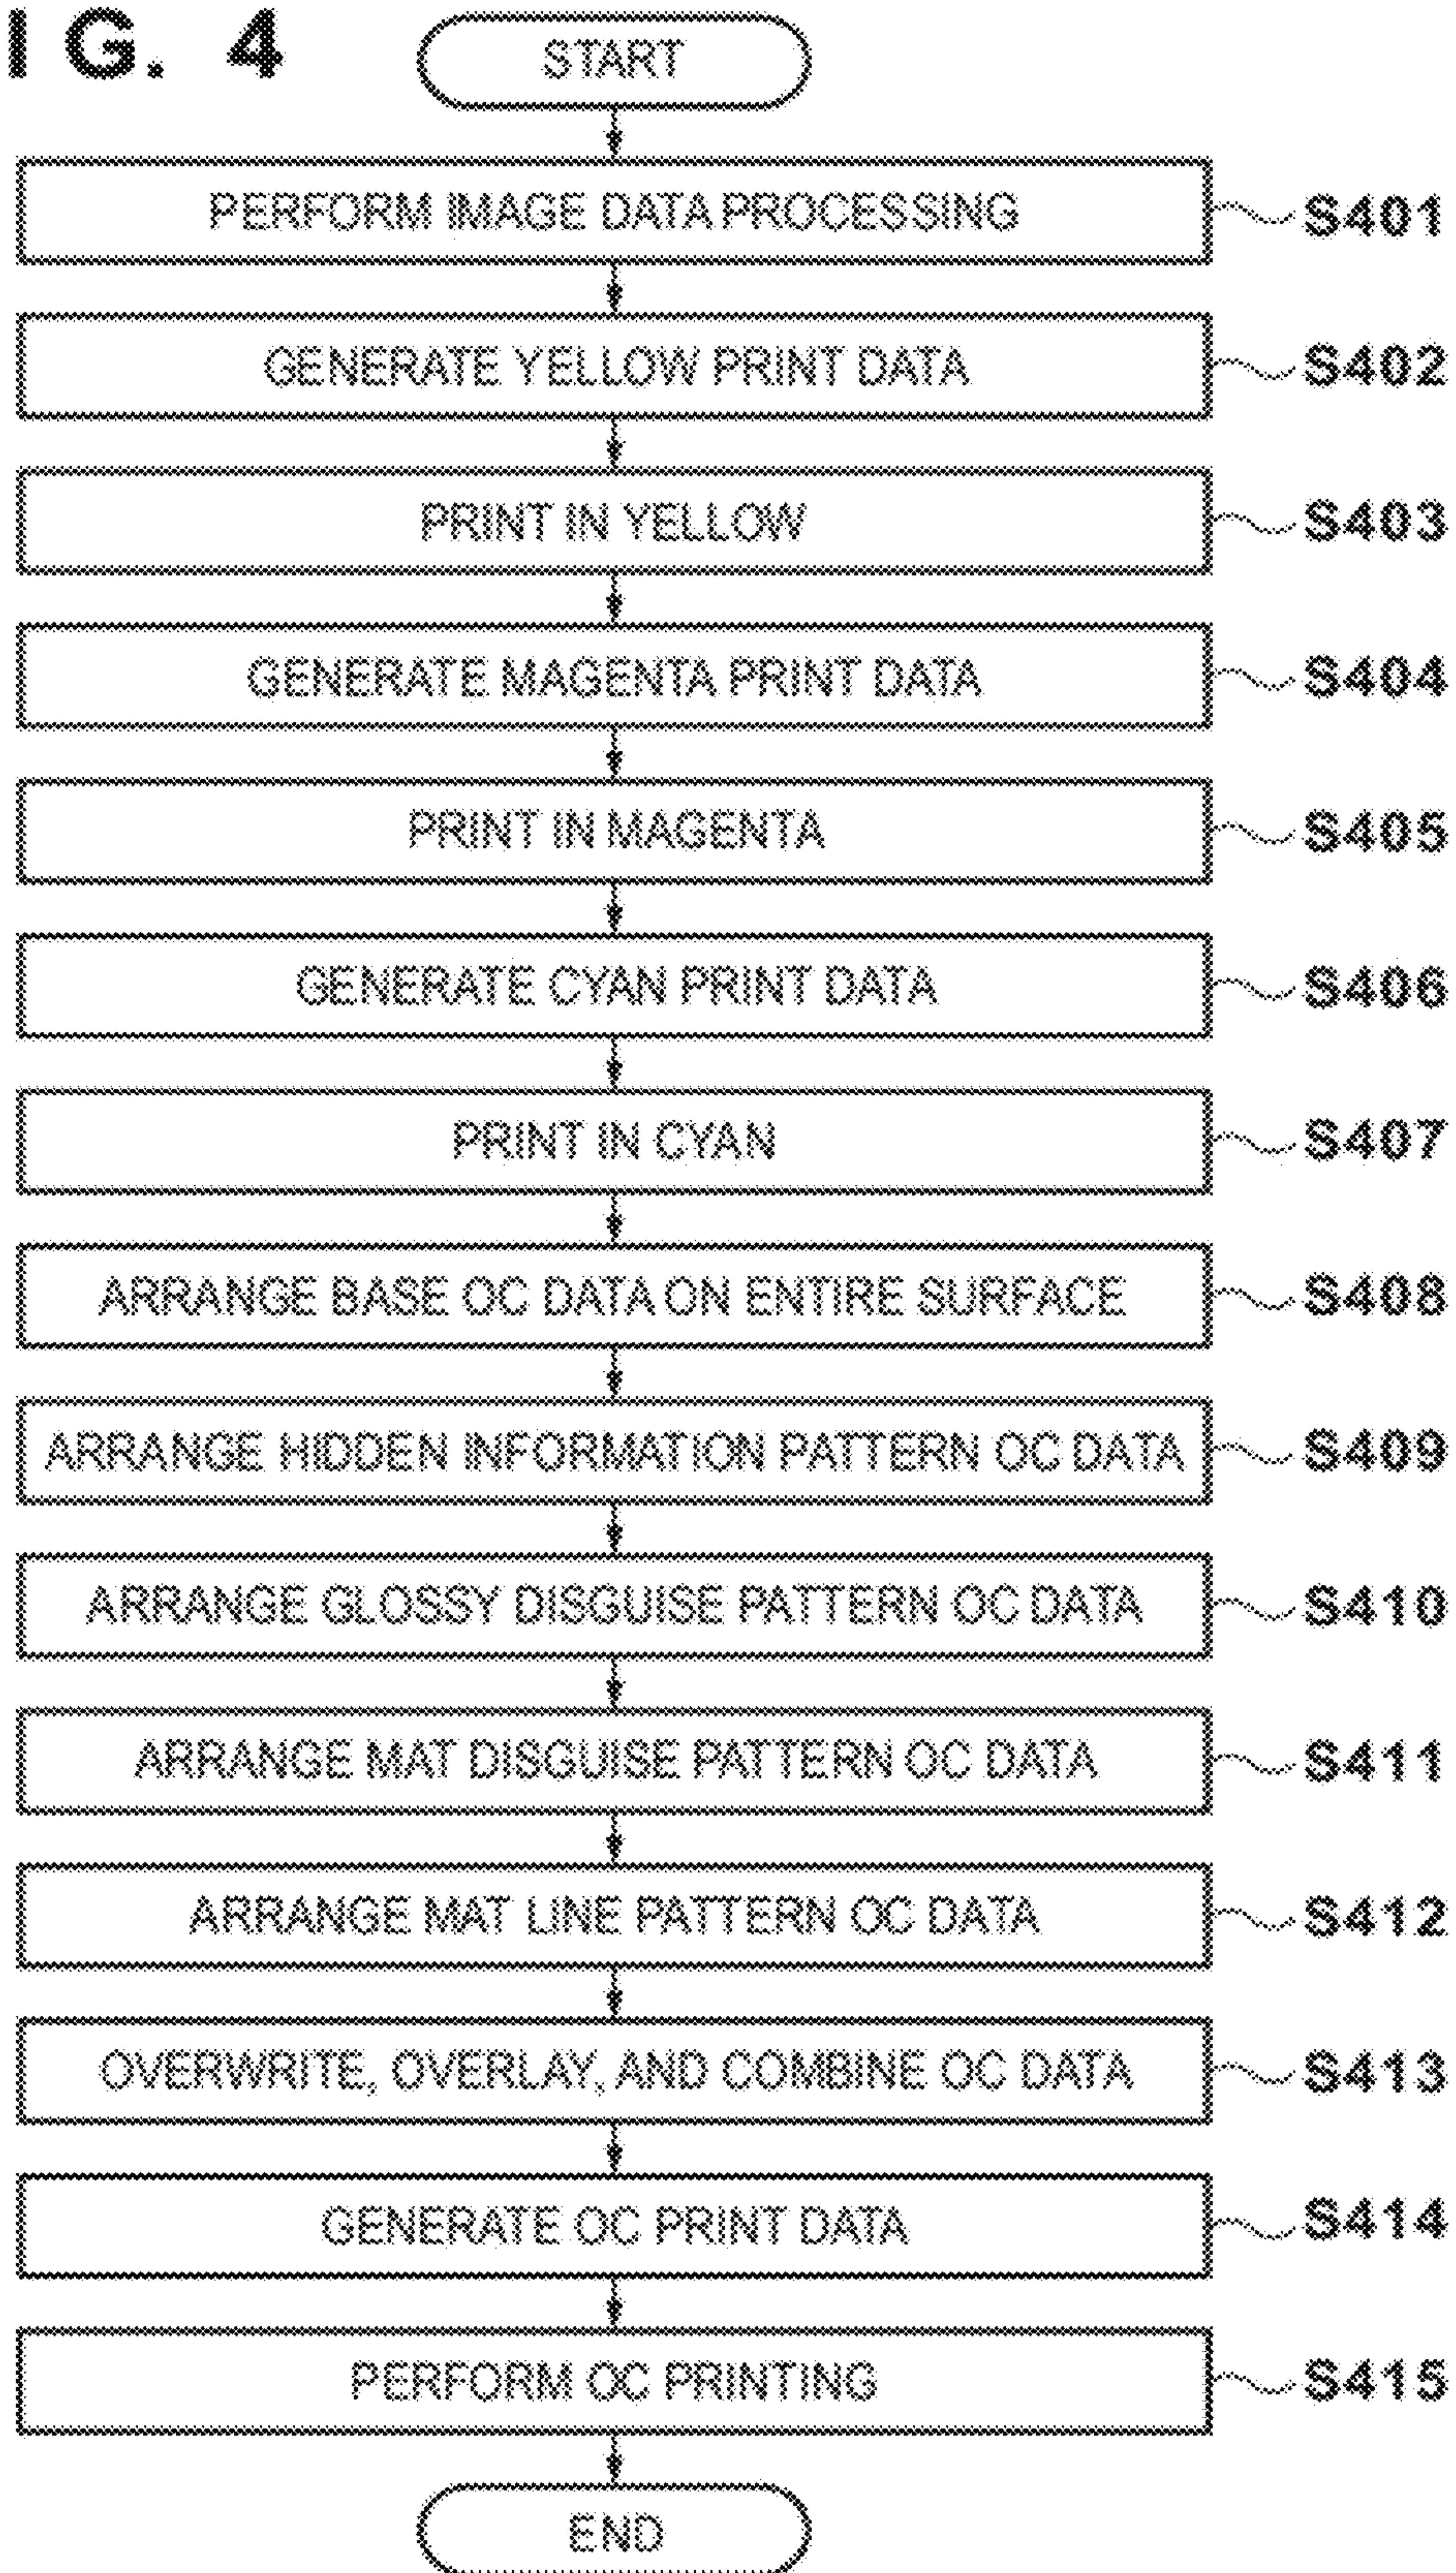 IG. 4
START
PERFORM IMAGE DATA PROCESSING S401
GENERATE YELLOW PRINT DATA S402
PRINT IN YELLOW S403
GENERATE MAGENTA PRINT DATA S404
PRINT IN MAGENTA S405
GENERATE CYAN PRINT DATA S406
PRINT IN CYAN S407
ARRANGE BASE OC DATA ON ENTIRE SURFACE S408
ARRANGE HIDDEN INFORMATION PATTERN OC DATA S409
ARRANGE GLOSSY DISGUISE PATTERN OC DATA S410
ARRANGE MAT DISGUISE PATTERN OC DATA S411
ARRANGE MAT LINE PATTERN OC DATA S412
OVERWRITE, OVERLAY, AND COMBINE OC DATA S413
GENERATE OC PRINT DATA S414
PERFORM OC PRINTING S415
END